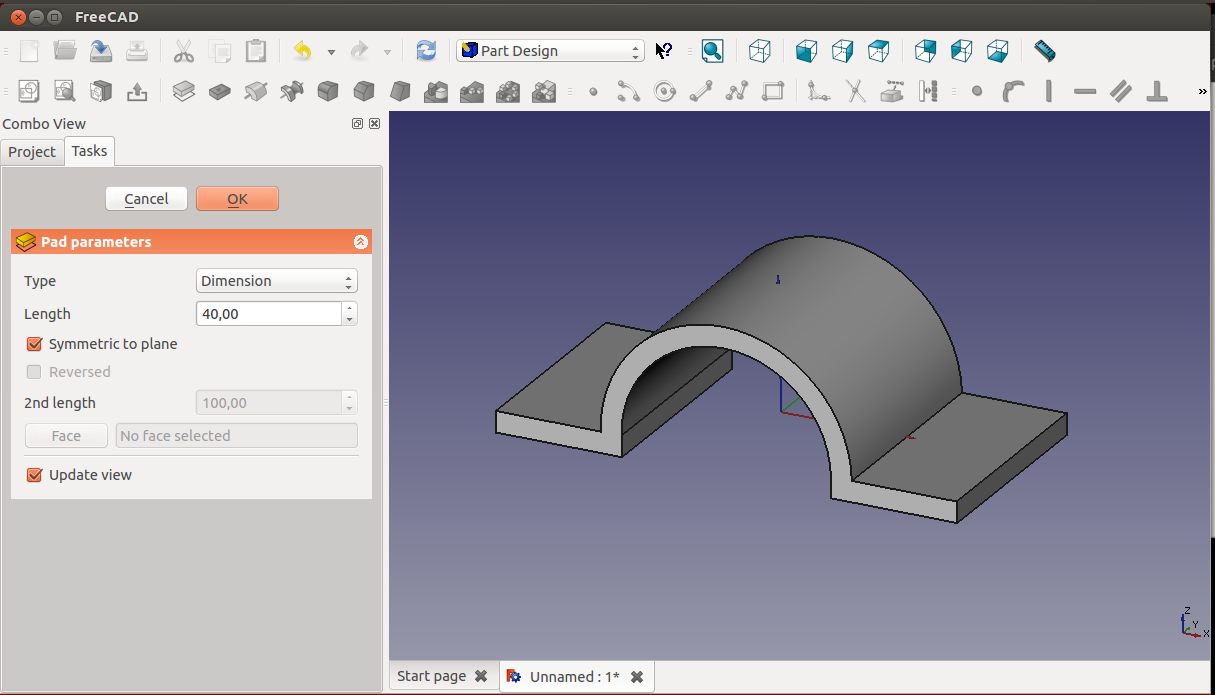 FreeCAD
Part Design
Combo View
Project Tasks
Cancel OK
Pad parameters
Type Dimension
Length 40,00
Symmetric to plane
Reversed
2nd length 100,00
Face No face selected
Update view
Z
Y
X
Start page Unnamed : 1*